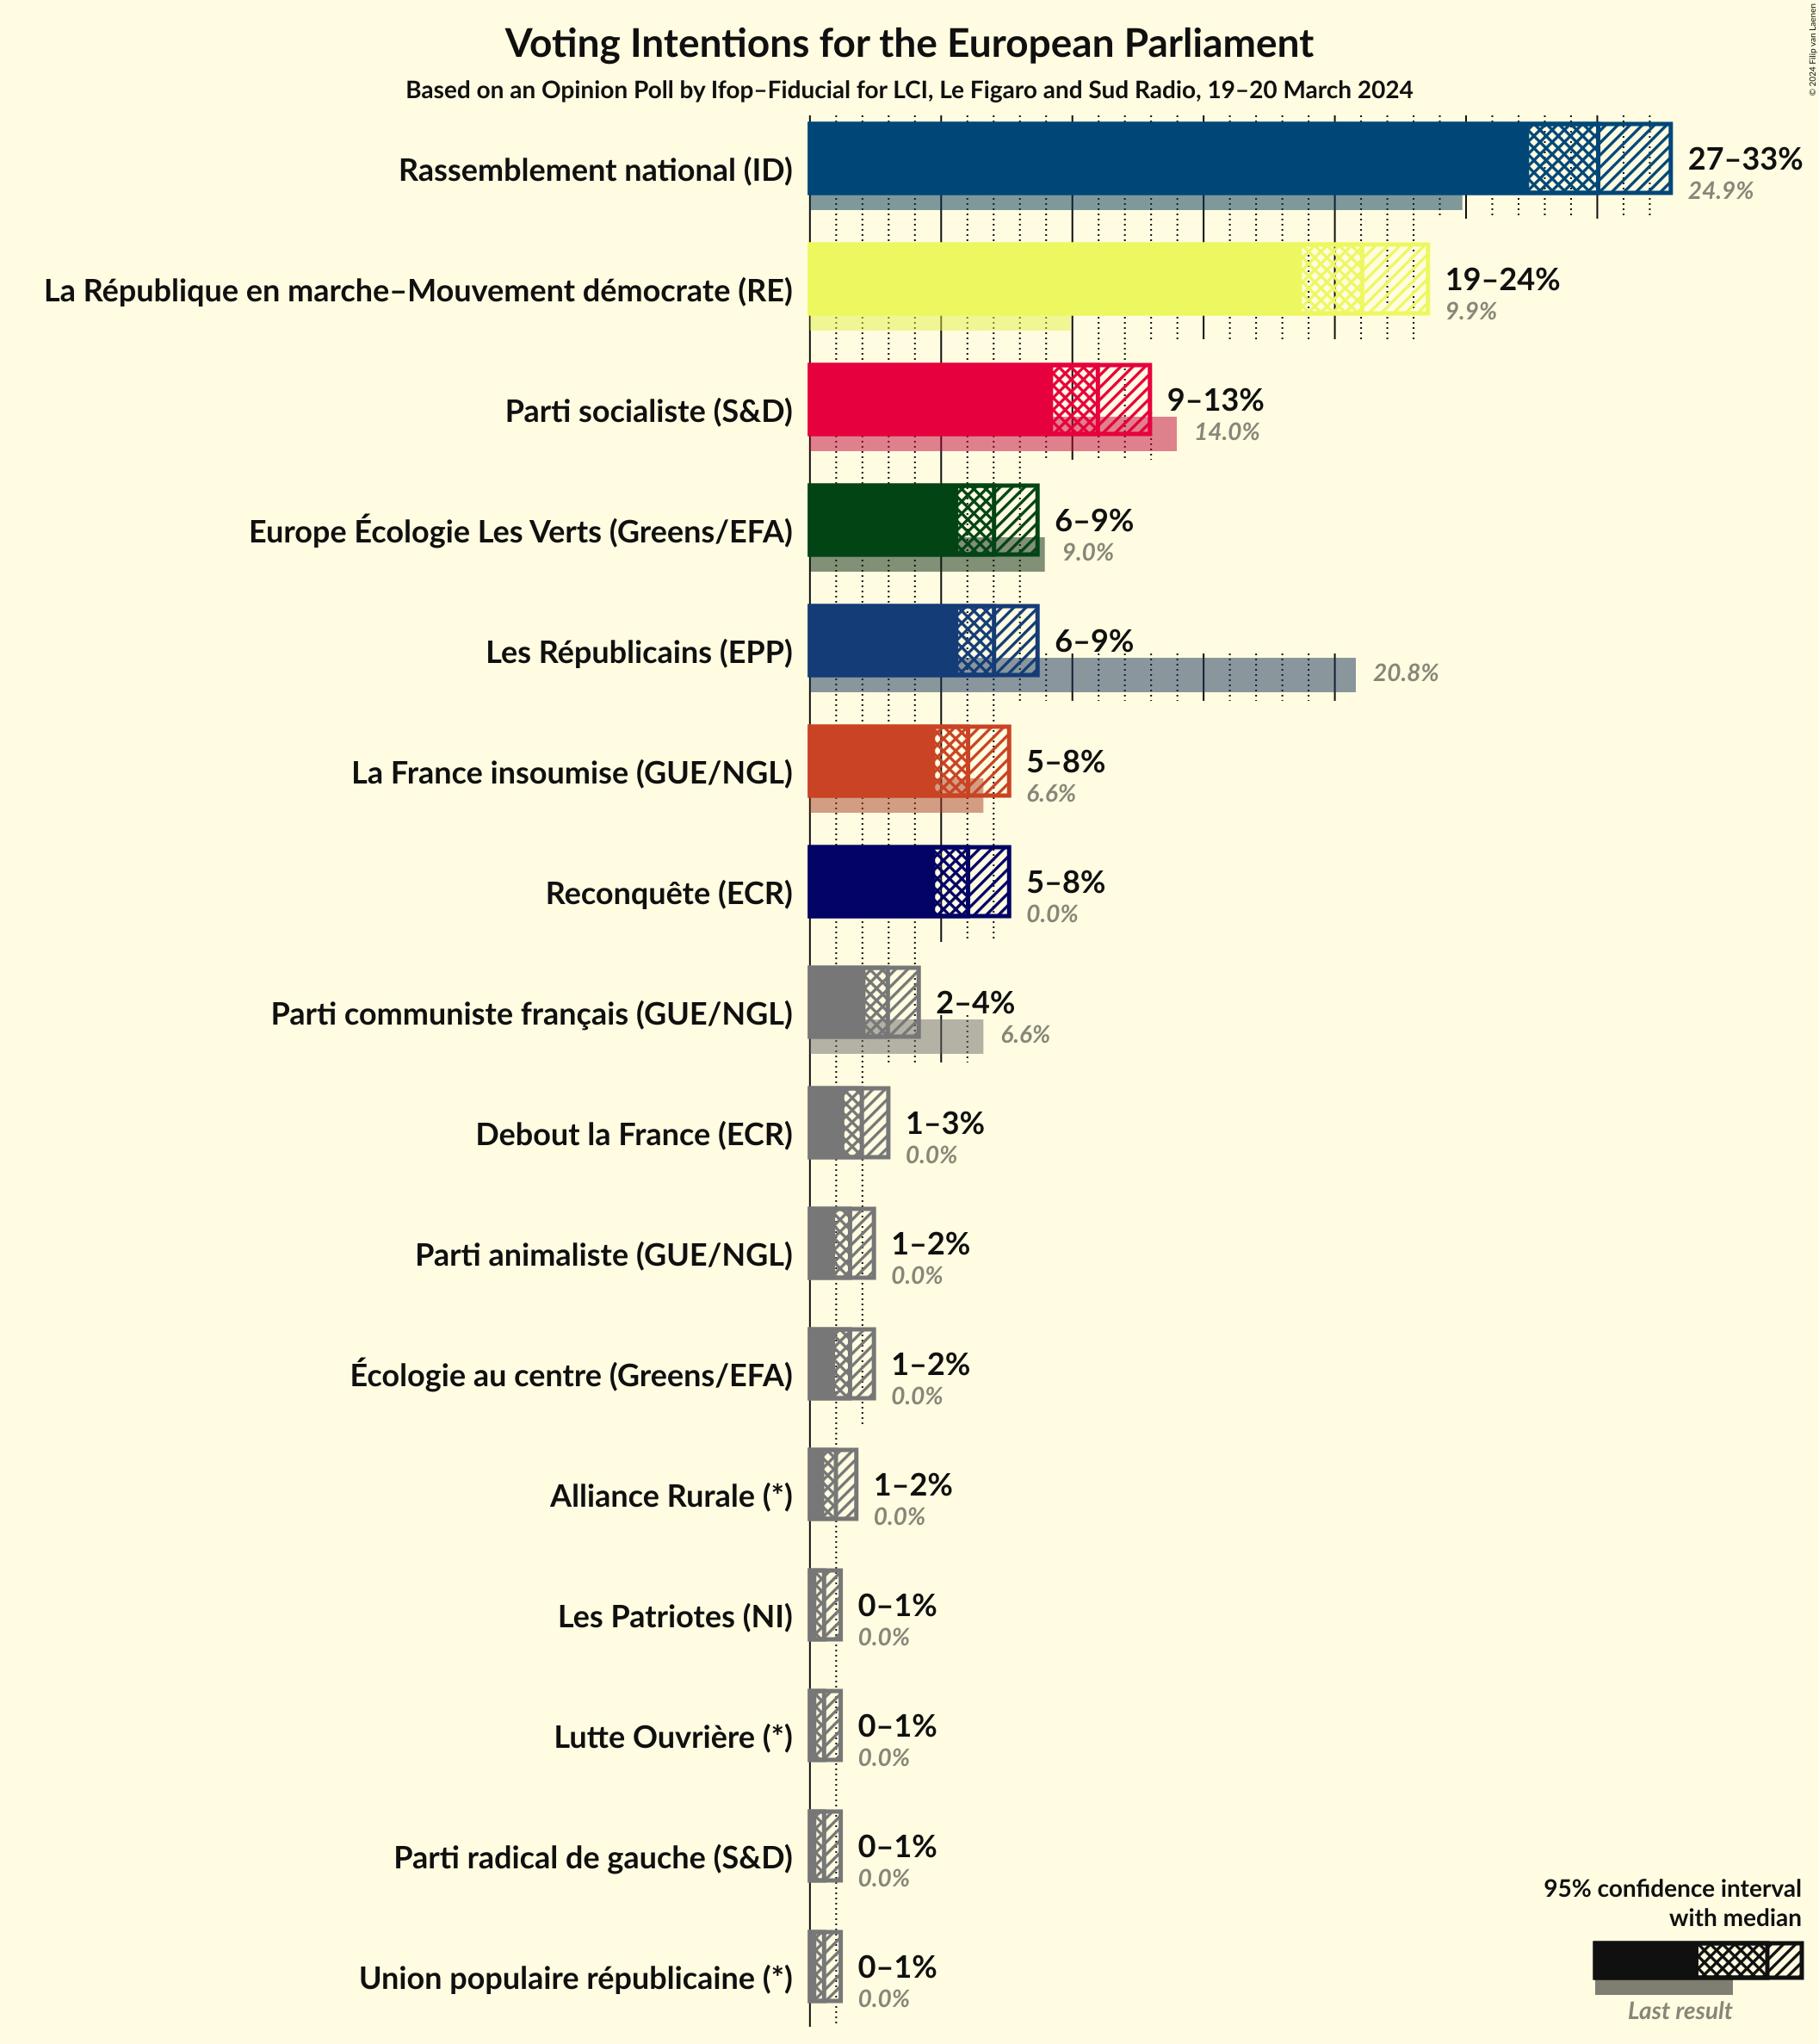 Voting Intentions for the European Parliament
Based on an Opinion Poll by Ifop–Fiducial for LCI, Le Figaro and Sud Radio, 19–20 March 2024
© 2024 Filip van Laenen
Rassemblement national (ID)
27–33%
24.9%
La République en marche–Mouvement démocrate (RE)
19–24%
9.9%
Parti socialiste (S&D)
9–13%
14.0%
Europe Écologie Les Verts (Greens/EFA)
6–9%
9.0%
Les Républicains (EPP)
6–9%
20.8%
La France insoumise (GUE/NGL)
5–8%
6.6%
Reconquête (ECR)
5–8%
0.0%
Parti communiste français (GUE/NGL)
2–4%
6.6%
Debout la France (ECR)
1–3%
0.0%
Parti animaliste (GUE/NGL)
1–2%
0.0%
Écologie au centre (Greens/EFA)
1–2%
0.0%
Alliance Rurale (*)
1–2%
0.0%
Les Patriotes (NI)
0–1%
0.0%
Lutte Ouvrière (*)
0–1%
0.0%
Parti radical de gauche (S&D)
0–1%
0.0%
Union populaire républicaine (*)
0–1%
0.0%
95% confidence interval
with median
Last result